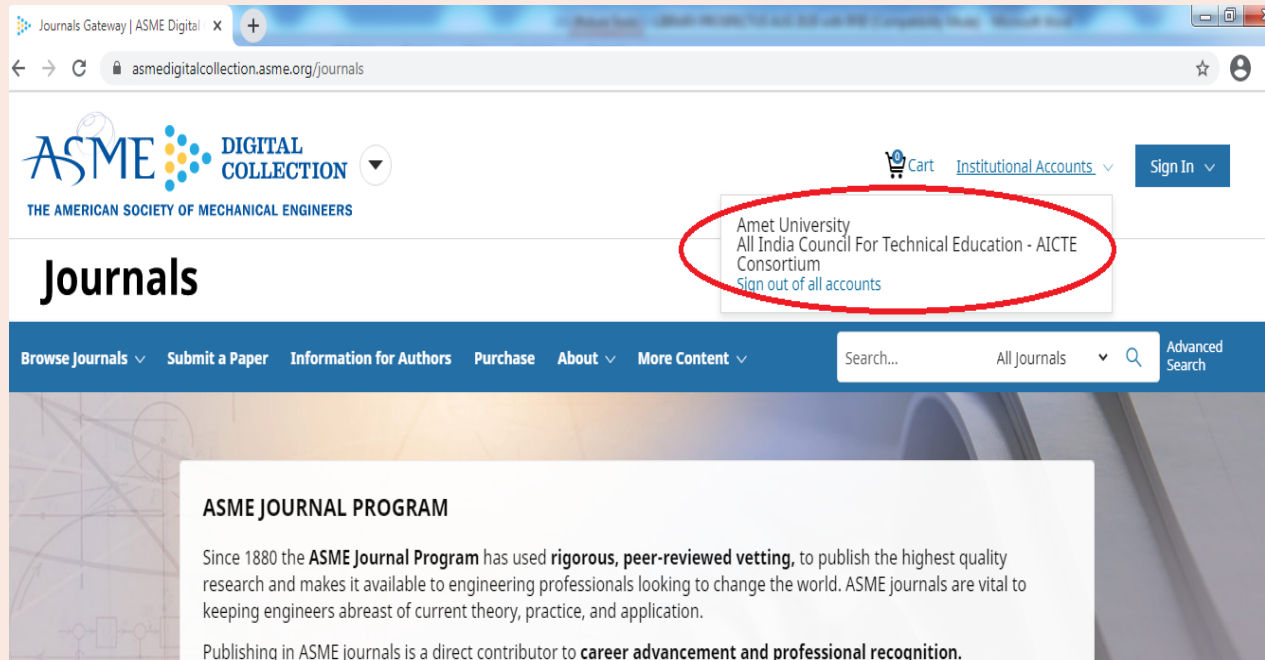 Journals Gateway | ASME Digital
asmedigitalcollection.asme.org/journals
ASME DIGITAL COLLECTION
THE AMERICAN SOCIETY OF MECHANICAL ENGINEERS
0 Cart Institutional Accounts Sign In
Amet University
All India Council For Technical Education - AICTE
Consortium
Sign out of all accounts
Journals
Browse Journals Submit a Paper Information for Authors Purchase About More Content Search... All Journals Advanced Search
ASME JOURNAL PROGRAM
Since 1880 the ASME Journal Program has used rigorous, peer-reviewed vetting, to publish the highest quality
research and makes it available to engineering professionals looking to change the world. ASME journals are vital to
keeping engineers abreast of current theory, practice, and application.
Publishing in ASME journals is a direct contributor to career advancement and professional recognition.